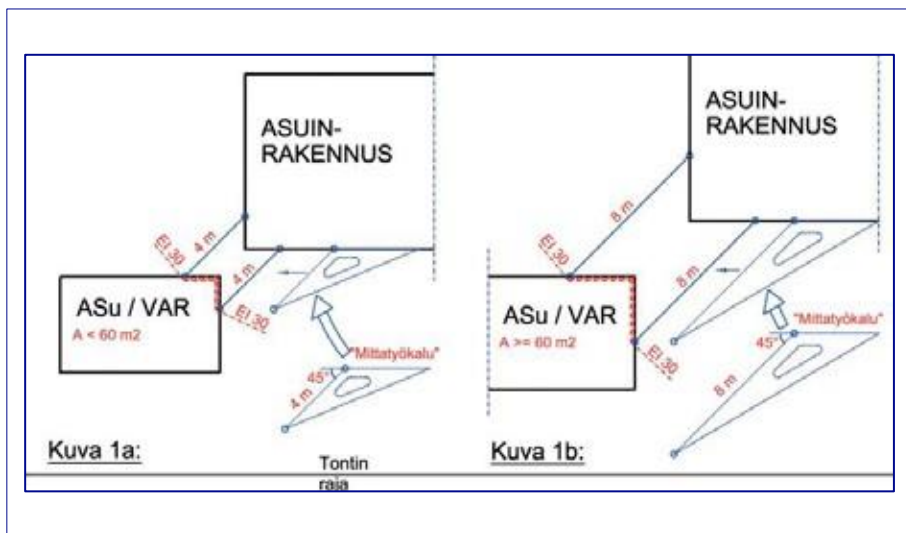 ASUIN-
RAKENNUS
EI 30
4 m
4 m
ASu / VAR
A < 60 m2
EI 30
"Mittatyökalu"
45°
4 m
Kuva 1a:
ASUIN-
RAKENNUS
8 m
EI 30
8 m
ASu / VAR
A >= 60 m2
EI 30
"Mittatyökalu"
45°
8 m
Kuva 1b:
Tontin
raja